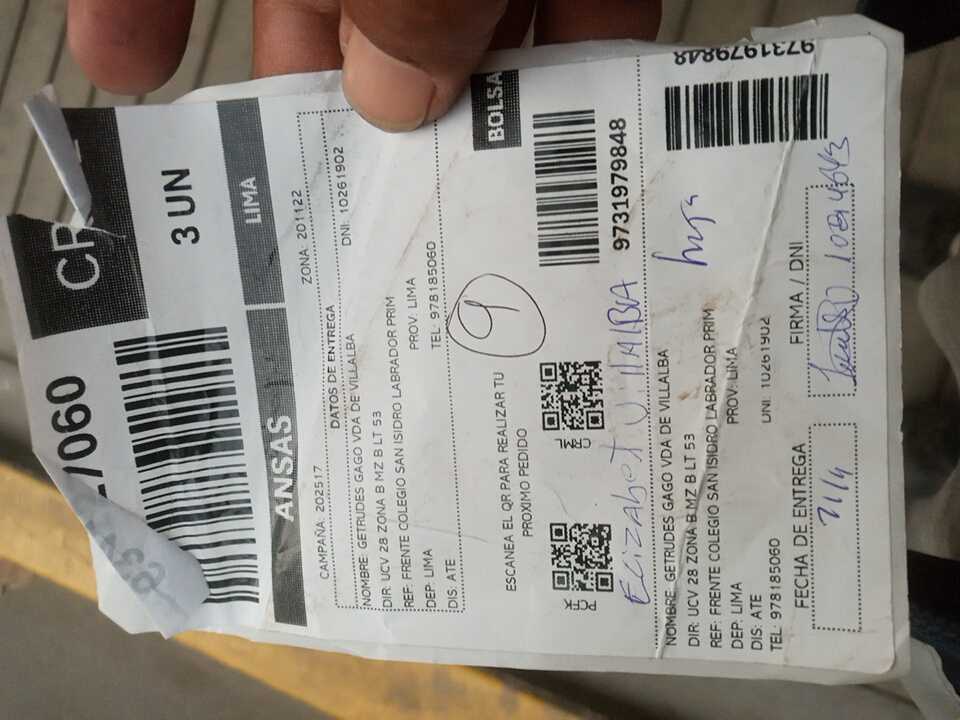 3 UN
ANSAS LIMA
CAMPAÑA: 202517 ZONA: 201122
DATOS DE ENTREGA
NOMBRE: GETRUDES GAGO VDA DE VILLALBA DNI: 10261902
DIR: UCV 28 ZONA B MZ B LT 53
REF: FRENTE COLEGIO SAN ISIDRO LABRADOR PRIM
DEP: LIMA PROV: LIMA
DIS: ATE TEL: 978185060
9
BOLSA
ESCANEA EL QR PARA REALIZAR TU
PROXIMO PEDIDO
PCFK CRML
9731979848
Elizabet VillAlBA
hija
NOMBRE: GETRUDES GAGO VDA DE VILLALBA
DIR: UCV 28 ZONA B MZ B LT 53
REF: FRENTE COLEGIO SAN ISIDRO LABRADOR PRIM
DEP: LIMA PROV: LIMA
DIS: ATE
TEL: 978185060 DNI: 10261902
9731979848
FECHA DE ENTREGA FIRMA / DNI